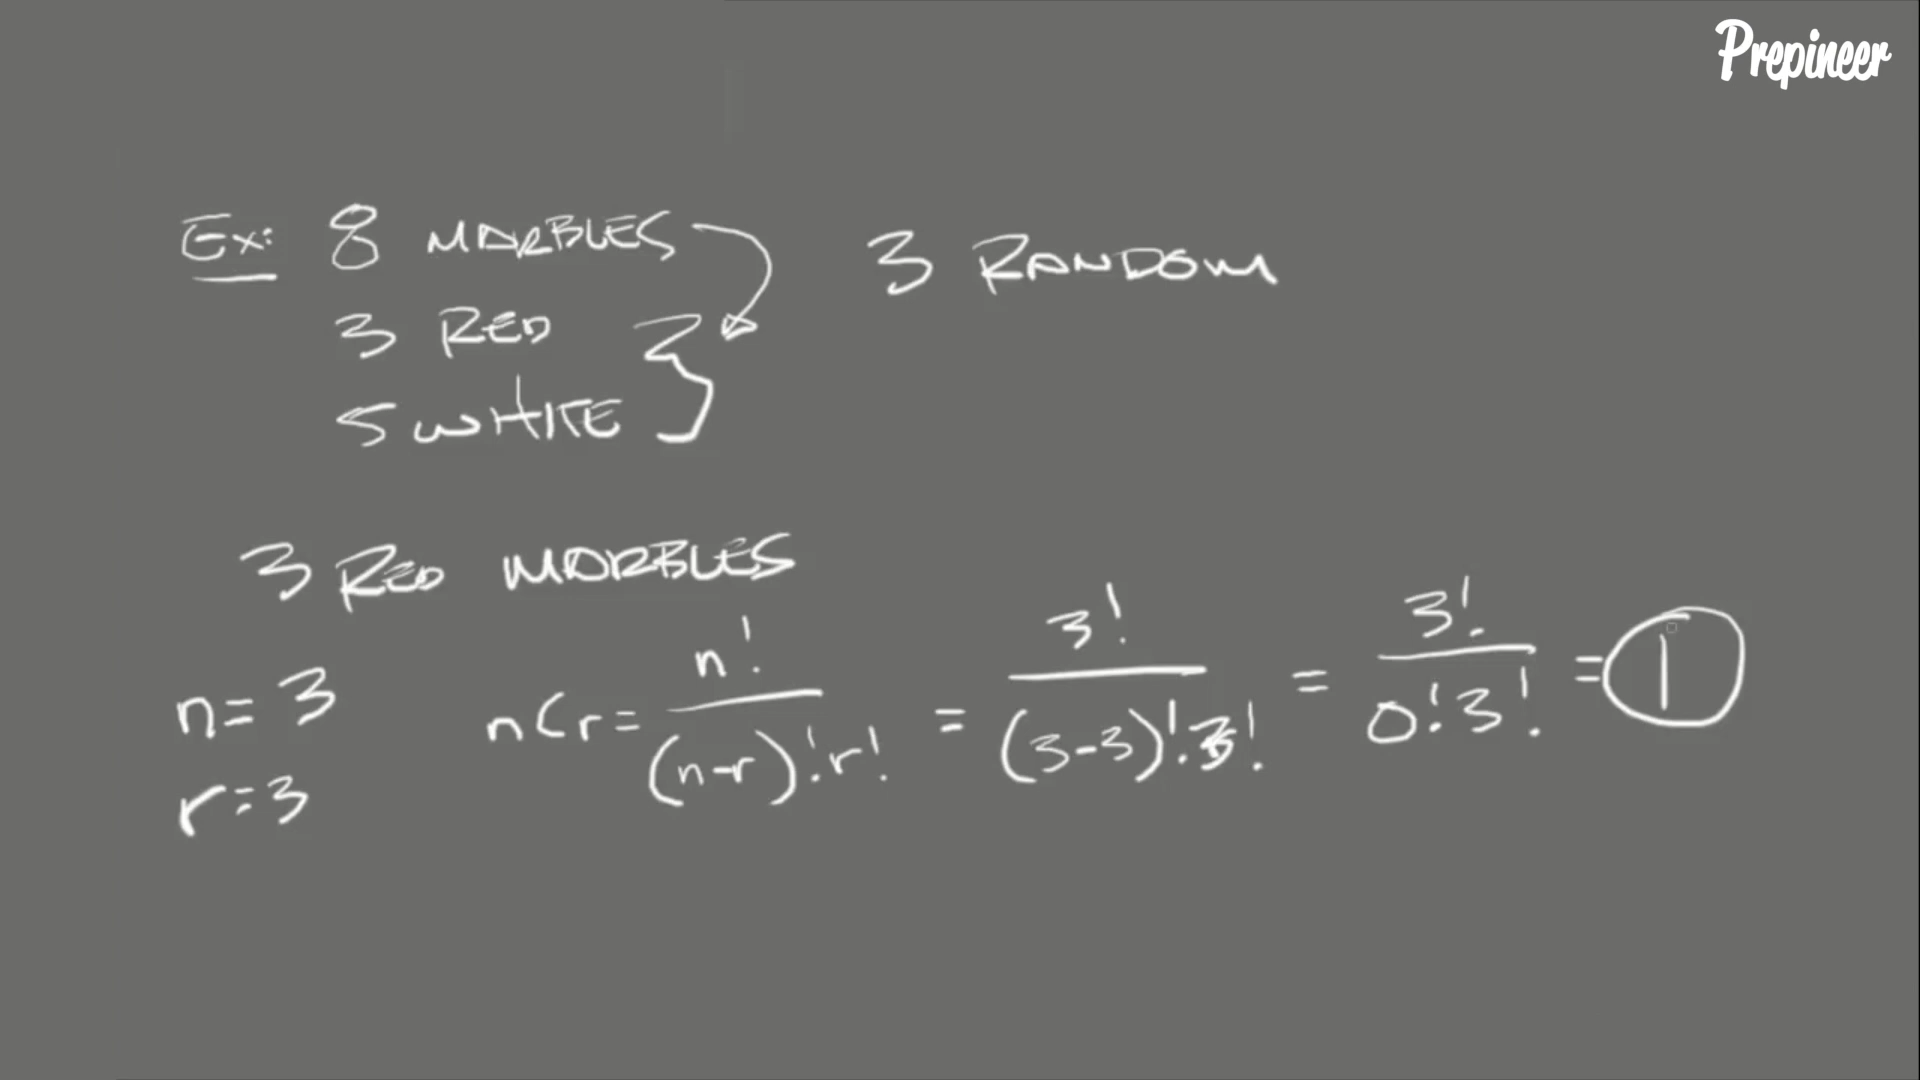 Prepineer
Ex: 8 MARBLES
3 RANDOM
3 RED
5 WHITE
3 RED MARBLES
n = 3
r = 3
nCr = n! / (n-r)! r! = 3! / (3-3)! · 3! = 3! / 0! 3! = 1